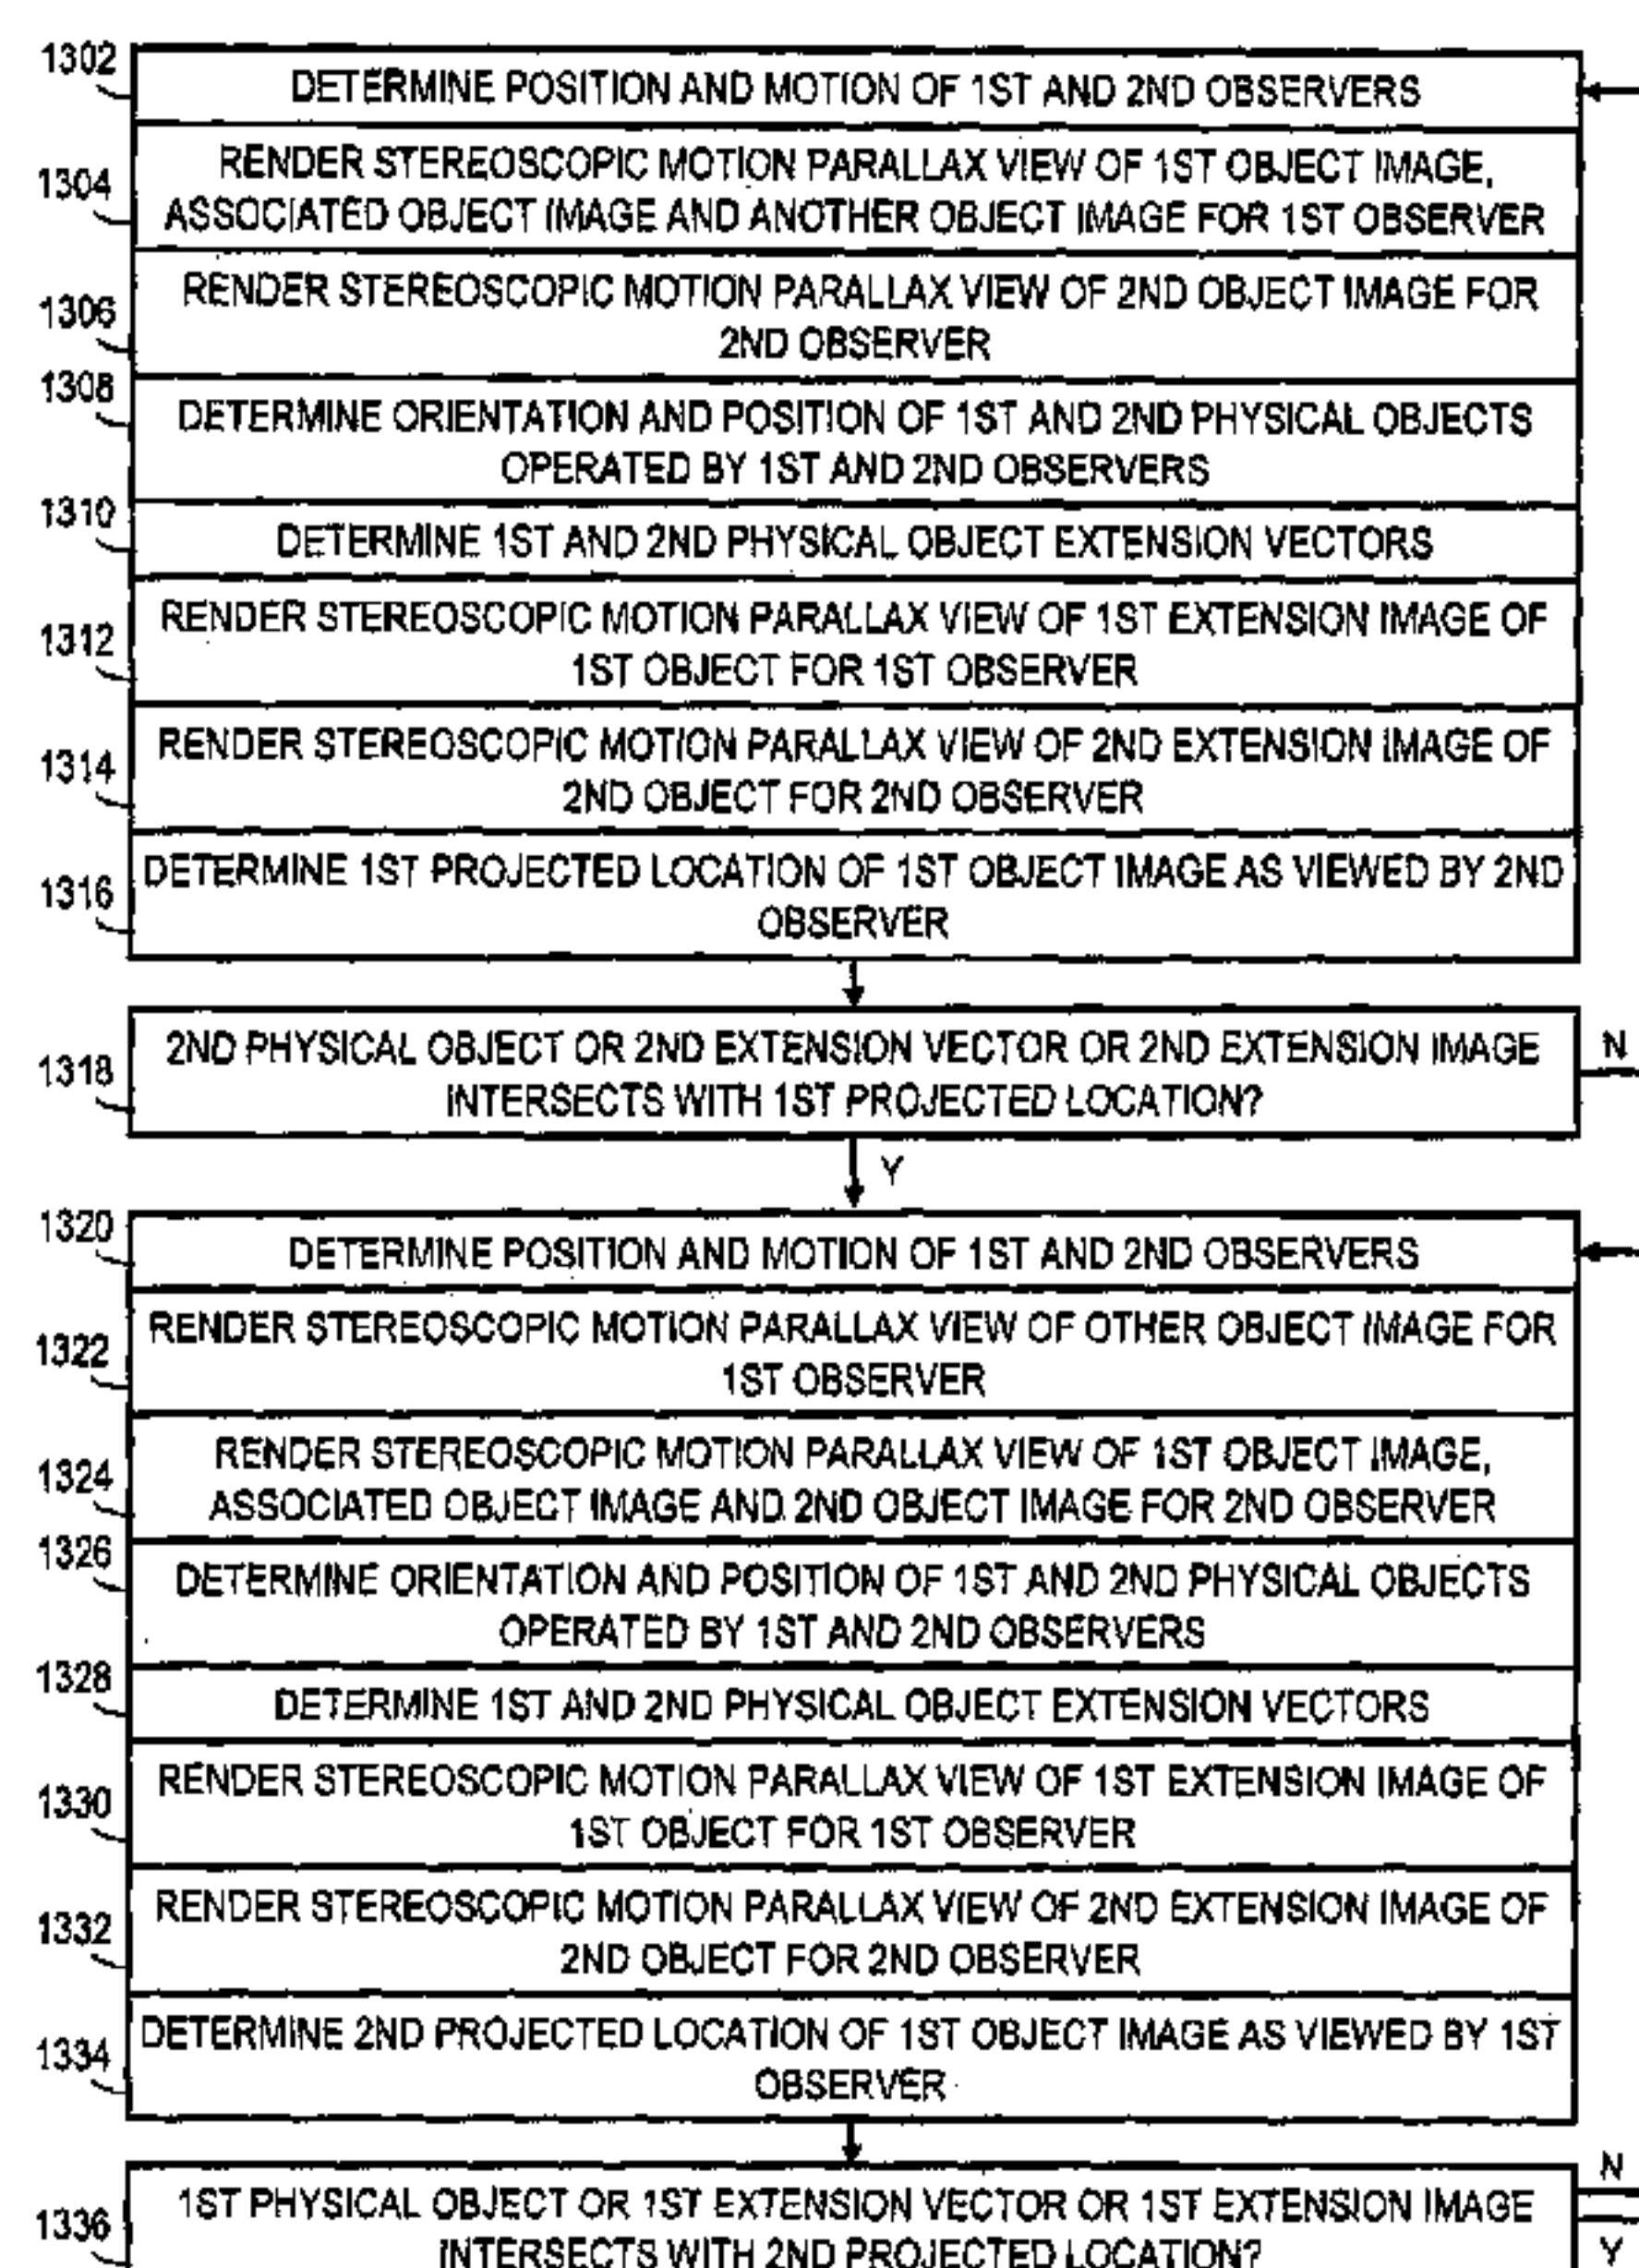 1302
DETERMINE POSITION AND MOTION OF 1ST AND 2ND OBSERVERS
1304
RENDER STEREOSCOPIC MOTION PARALLAX VIEW OF 1ST OBJECT IMAGE,
ASSOCIATED OBJECT IMAGE AND ANOTHER OBJECT IMAGE FOR 1ST OBSERVER
1306
RENDER STEREOSCOPIC MOTION PARALLAX VIEW OF 2ND OBJECT IMAGE FOR
2ND OBSERVER
1308
DETERMINE ORIENTATION AND POSITION OF 1ST AND 2ND PHYSICAL OBJECTS
OPERATED BY 1ST AND 2ND OBSERVERS
1310
DETERMINE 1ST AND 2ND PHYSICAL OBJECT EXTENSION VECTORS
1312
RENDER STEREOSCOPIC MOTION PARALLAX VIEW OF 1ST EXTENSION IMAGE OF
1ST OBJECT FOR 1ST OBSERVER
1314
RENDER STEREOSCOPIC MOTION PARALLAX VIEW OF 2ND EXTENSION IMAGE OF
2ND OBJECT FOR 2ND OBSERVER
1316
DETERMINE 1ST PROJECTED LOCATION OF 1ST OBJECT IMAGE AS VIEWED BY 2ND
OBSERVER
1318
2ND PHYSICAL OBJECT OR 2ND EXTENSION VECTOR OR 2ND EXTENSION IMAGE
INTERSECTS WITH 1ST PROJECTED LOCATION?
N
Y
1320
DETERMINE POSITION AND MOTION OF 1ST AND 2ND OBSERVERS
1322
RENDER STEREOSCOPIC MOTION PARALLAX VIEW OF OTHER OBJECT IMAGE FOR
1ST OBSERVER
1324
RENDER STEREOSCOPIC MOTION PARALLAX VIEW OF 1ST OBJECT IMAGE,
ASSOCIATED OBJECT IMAGE AND 2ND OBJECT IMAGE FOR 2ND OBSERVER
1326
DETERMINE ORIENTATION AND POSITION OF 1ST AND 2ND PHYSICAL OBJECTS
OPERATED BY 1ST AND 2ND OBSERVERS
1328
DETERMINE 1ST AND 2ND PHYSICAL OBJECT EXTENSION VECTORS
1330
RENDER STEREOSCOPIC MOTION PARALLAX VIEW OF 1ST EXTENSION IMAGE OF
1ST OBJECT FOR 1ST OBSERVER
1332
RENDER STEREOSCOPIC MOTION PARALLAX VIEW OF 2ND EXTENSION IMAGE OF
2ND OBJECT FOR 2ND OBSERVER
1334
DETERMINE 2ND PROJECTED LOCATION OF 1ST OBJECT IMAGE AS VIEWED BY 1ST
OBSERVER
1336
1ST PHYSICAL OBJECT OR 1ST EXTENSION VECTOR OR 1ST EXTENSION IMAGE
INTERSECTS WITH 2ND PROJECTED LOCATION?
N
Y